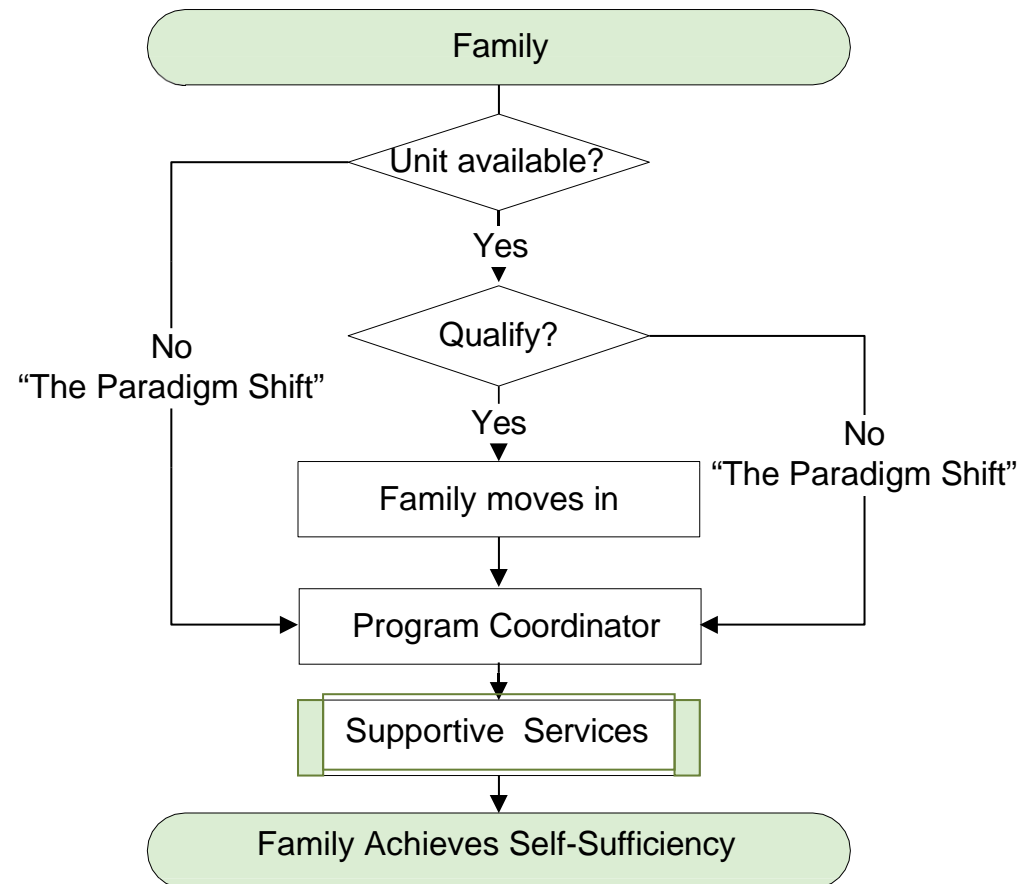 Family
Unit available?
Yes
Qualify?
No
“The Paradigm Shift”
Yes
No
“The Paradigm Shift”
Family moves in
Program Coordinator
Supportive Services
Family Achieves Self-Sufficiency